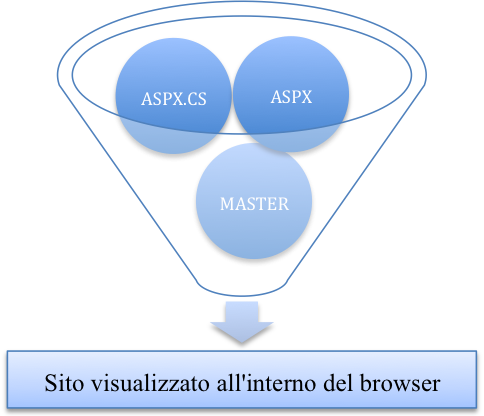 ASPX.CS
ASPX
MASTER
Sito visualizzato all'interno del browser